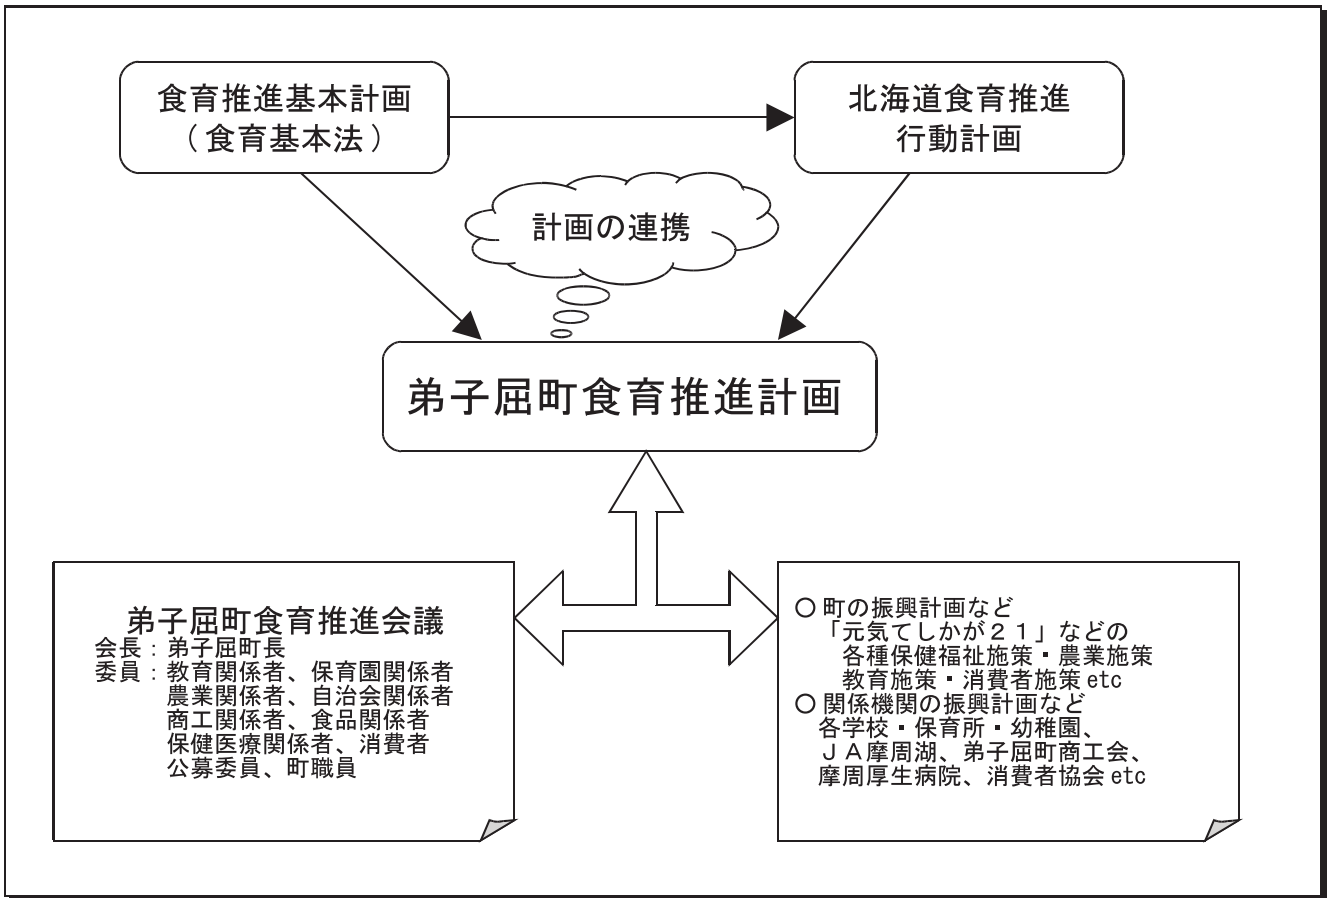 食育推進基本計画
（食育基本法）
北海道食育推進
行動計画
計画の連携
弟子屈町食育推進計画
弟子屈町食育推進会議
会長：弟子屈町長
委員：教育関係者、保育園関係者
農業関係者、自治会関係者
商工関係者、食品関係者
保健医療関係者、消費者
公募委員、町職員
○町の振興計画など
「元気てしかが２１」などの
各種保健福祉施策・農業施策
教育施策・消費者施策 etc
○関係機関の振興計画など
各学校・保育所・幼稚園、
ＪＡ摩周湖、弟子屈町商工会、
摩周厚生病院、消費者協会 etc